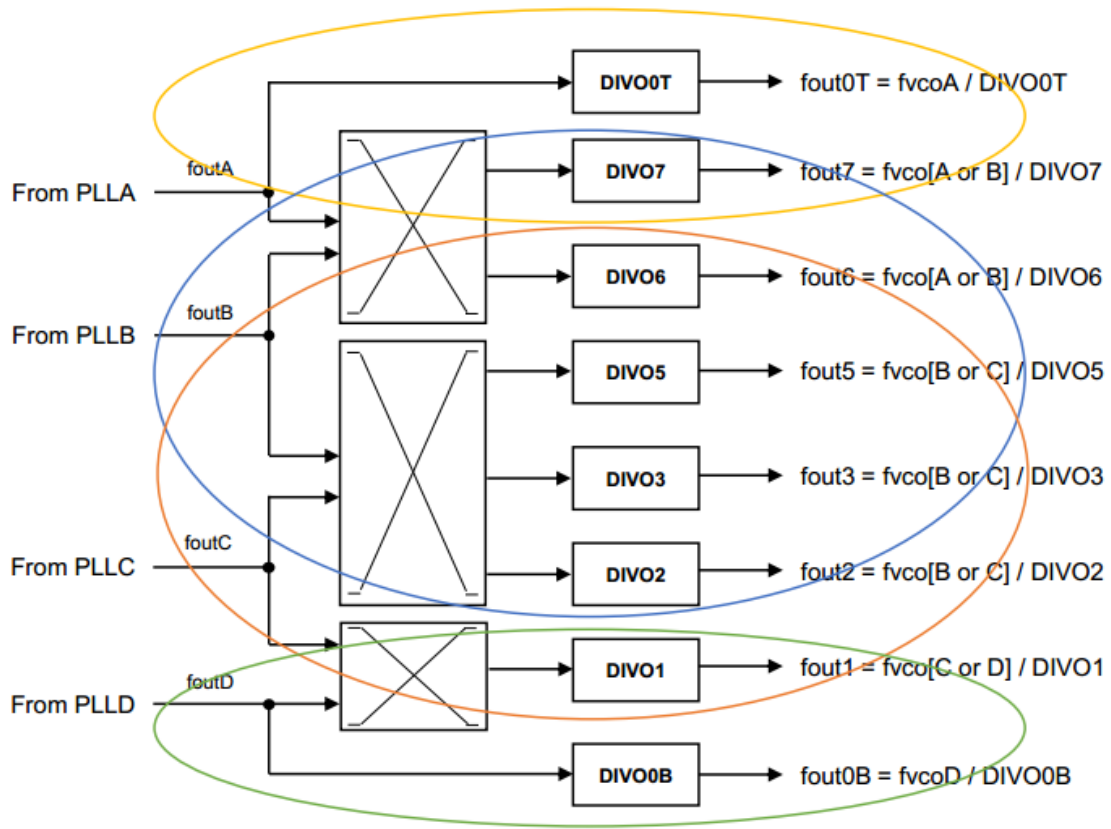 DIVO0T
fout0T = fvcoA / DIVO0T
foutA
DIVO7
fout7 = fvco[A or B] / DIVO7
From PLLA
DIVO6
fout6 = fvco[A or B] / DIVO6
foutB
From PLLB
DIVO5
fout5 = fvco[B or C] / DIVO5
DIVO3
fout3 = fvco[B or C] / DIVO3
foutC
From PLLC
DIVO2
fout2 = fvco[B or C] / DIVO2
DIVO1
fout1 = fvco[C or D] / DIVO1
foutD
From PLLD
DIVO0B
fout0B = fvcoD / DIVO0B